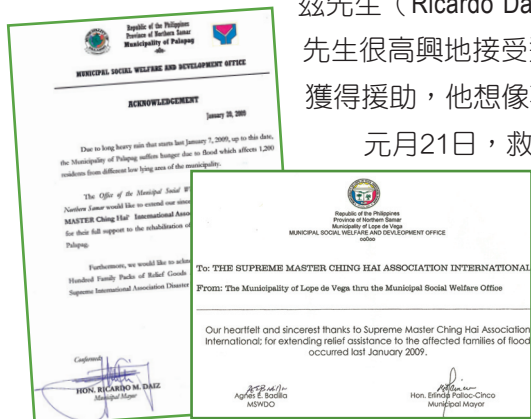 茲先生（Ricardo Da
先生很高興地接受
獲得援助，他想像
元月21日，救
Republic of the Philippines
Province of Northern Samar
Municipality of Palapag
MUNICIPAL SOCIAL WELFARE AND DEVELOPMENT OFFICE
ACKNOWLEDGEMENT
January 20, 2009
Due to long heavy rain that starts last January 7, 2009, up to this date,
the Municipality of Palapag suffers hunger due to flood which affects 1,200
residents from different low lying area of the municipality.
The Office of the Municipal Social
Northern Samar would like to extend our since
MASTER Ching Hai' International Asso
for their full support to the rehabilitation of
Palapag.
Furthermore, we would like to ackn
Hundred Family Packs of Relief Goods
Supreme International Association Disaster
Conformed:
HON. RICARDO M. DAIZ
Municipal Mayor
Republic of the Philippines
Province of Northern Samar
Municipality of Lope de Vega
MUNICIPAL SOCIAL WELFARE AND DEVLEOPMENT OFFICE
oo0oo
To: THE SUPREME MASTER CHING HAI ASSOCIATION INTERNATIONAL
From: The Municipality of Lope de Vega thru the Municipal Social Welfare Office
Our heartfelt and sincerest thanks to Supreme Master Ching Hai Association
International; for extending relief assistance to the affected families of flood
occurred last January 2009.
Agnes E. Badilla
MSWDO
Hon. Erlinda Palloc-Cinco
Municipal Mayor